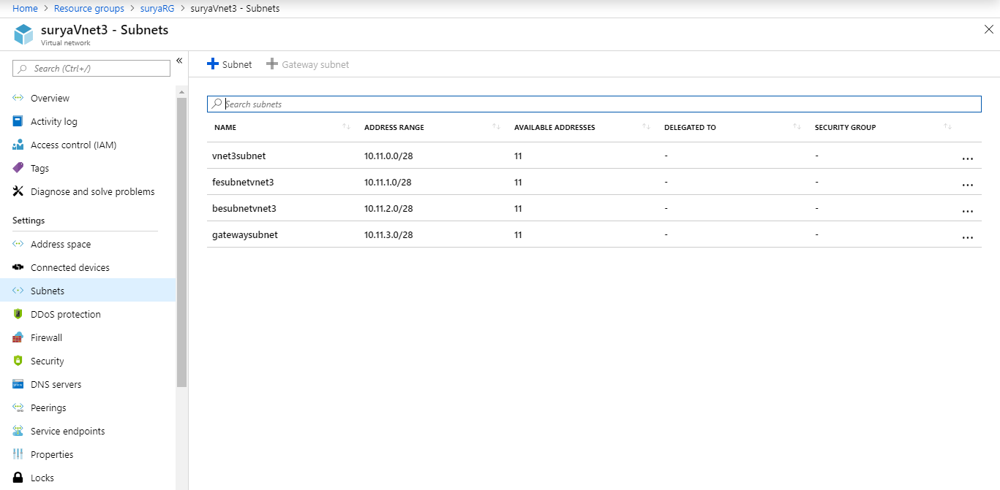 Home > Resource groups > suryaRG > suryaVnet3 - Subnets
suryaVnet3 - Subnets
Virtual network
Search (Ctrl+/)
Overview
Activity log
Access control (IAM)
Tags
Diagnose and solve problems
Settings
Address space
Connected devices
Subnets
DDoS protection
Firewall
Security
DNS servers
Peerings
Service endpoints
Properties
Locks
Subnet Gateway subnet
Search subnets
NAME ADDRESS RANGE AVAILABLE ADDRESSES DELEGATED TO SECURITY GROUP
vnet3subnet 10.11.0.0/28 11 - - ...
fesubnetvnet3 10.11.1.0/28 11 - - ...
besubnetvnet3 10.11.2.0/28 11 - - ...
gatewaysubnet 10.11.3.0/28 11 - - ...